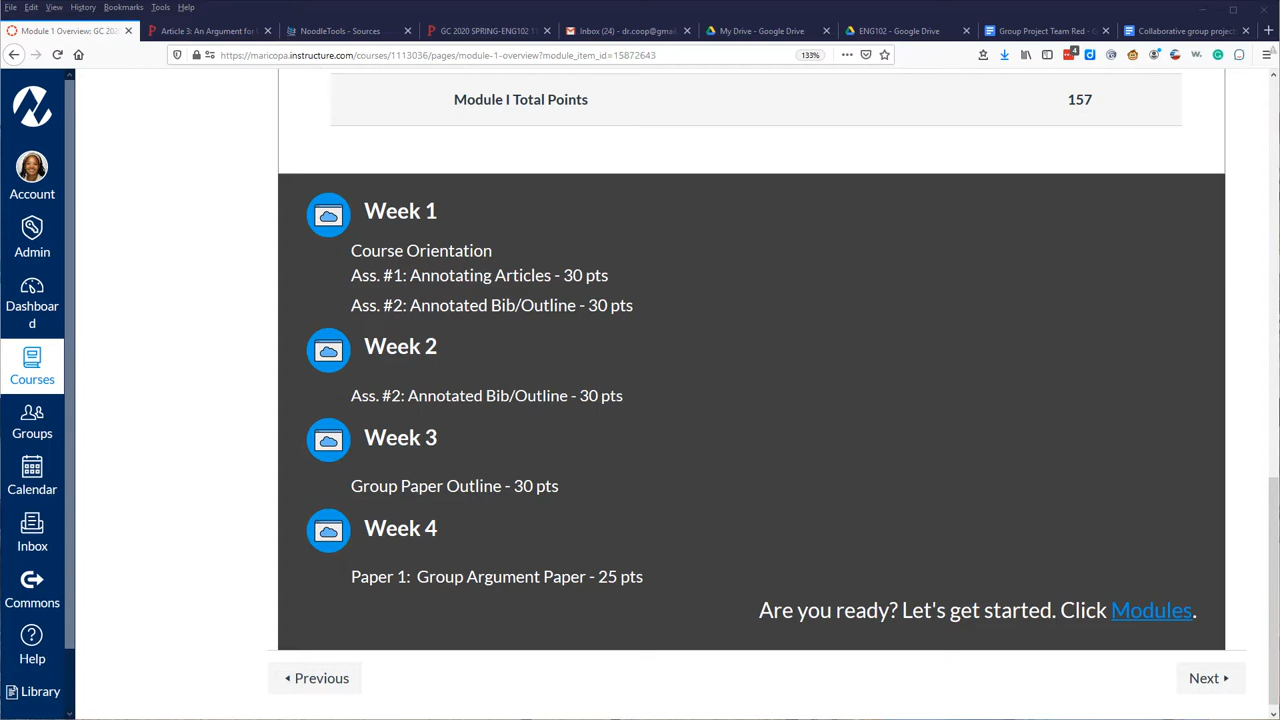 File Edit View History Bookmarks Tools Help
Module 1 Overview: GC 202
Article 3: An Argument for
NoodleTools - Sources
GC 2020 SPRING-ENG102 1
Inbox (24) - dr.coop@gmail
My Drive - Google Drive
ENG102 - Google Drive
Group Project Team Red - G
Collaborative group project
https://maricopa.instructure.com/courses/1113036/pages/module-1-overview?module_item_id=15872643
133%
4
W.
Account
Admin
Dashboar
d
Courses
Groups
Calendar
Inbox
Commons
Help
Library
Module I Total Points 157
Week 1
Course Orientation
Ass. #1: Annotating Articles - 30 pts
Ass. #2: Annotated Bib/Outline - 30 pts
Week 2
Ass. #2: Annotated Bib/Outline - 30 pts
Week 3
Group Paper Outline - 30 pts
Week 4
Paper 1: Group Argument Paper - 25 pts
Are you ready? Let's get started. Click Modules.
Previous
Next